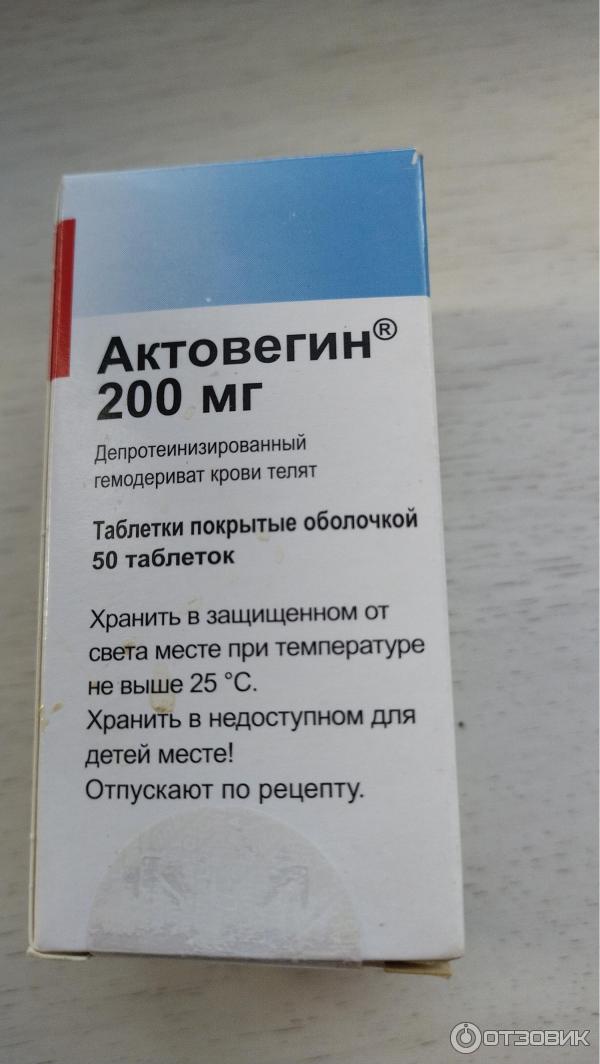 Актовегин®
200 мг
Депротеинизированный
гемодериват крови телят
Таблетки покрытые оболочкой
50 таблеток
Хранить в защищенном от
света месте при температуре
не выше 25 °C.
Хранить в недоступном для
детей месте!
Отпускают по рецепту.
ОТЗОВИК